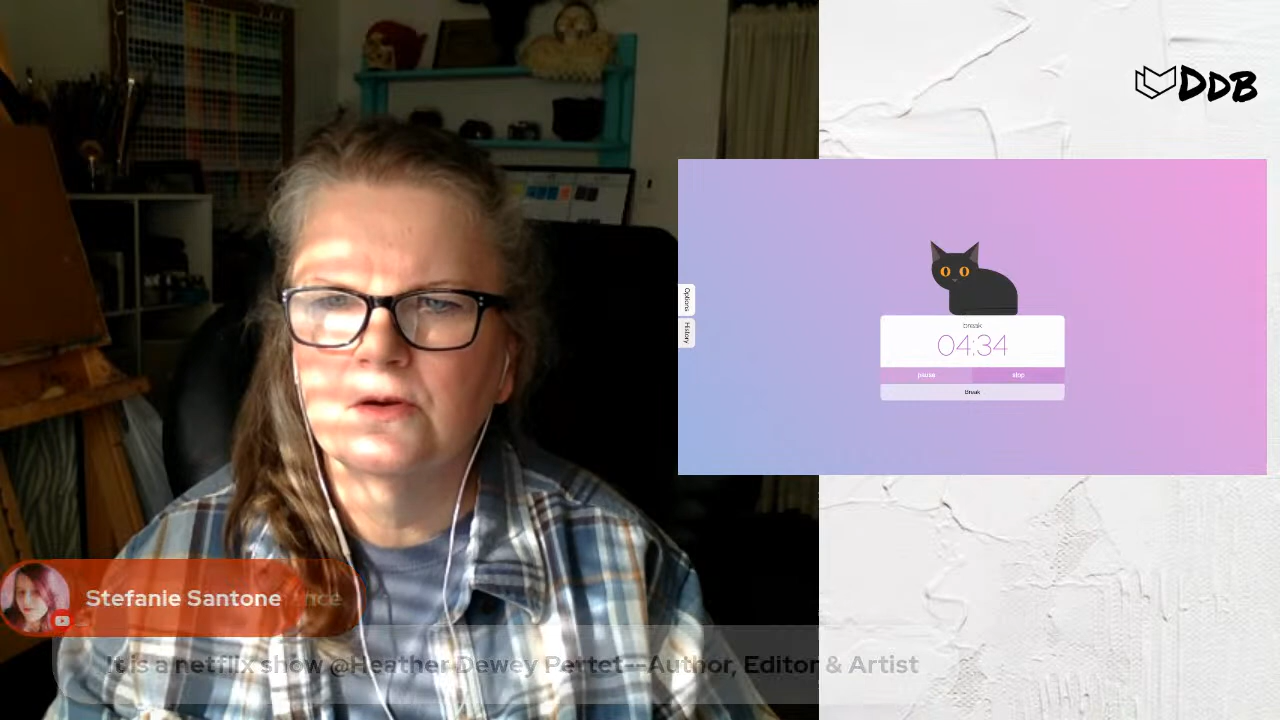 DDB
Options
History
break
04:34
pause
stop
Break
Stefanie Santone
It is a netflix show @Heather Dewey Pettet--Author, Editor & Artist